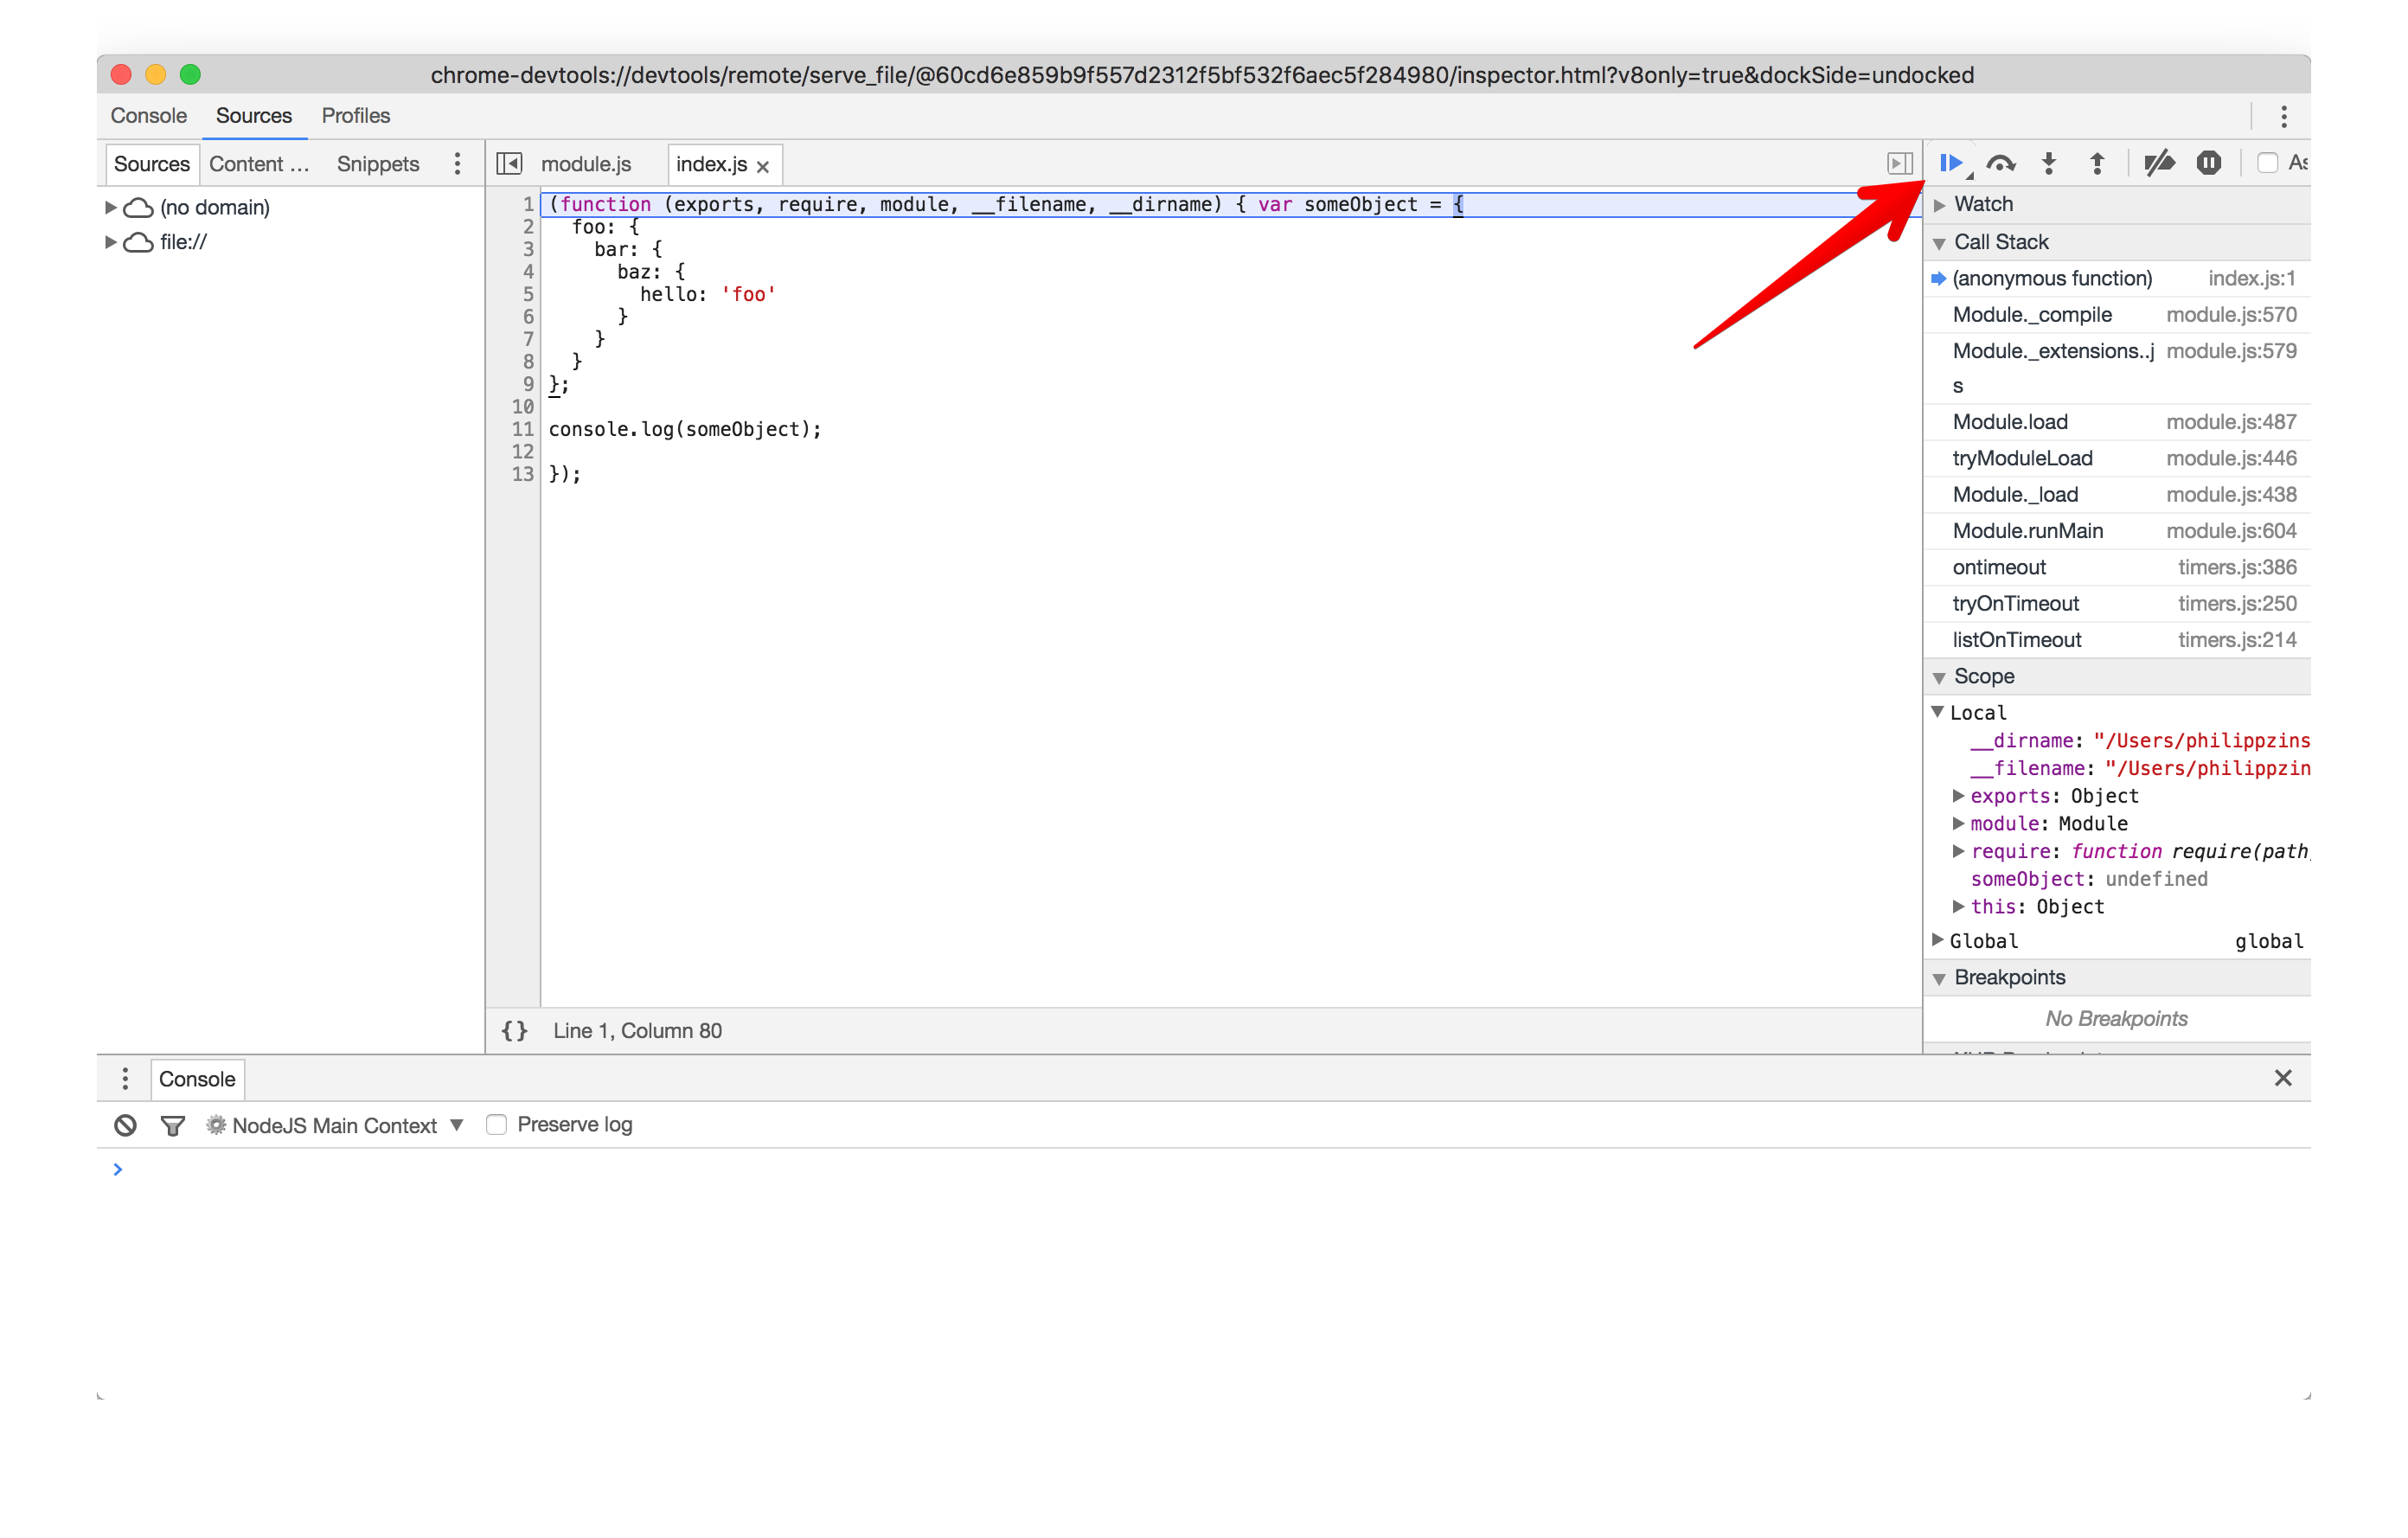 chrome-devtools://devtools/remote/serve_file/@60cd6e859b9f557d2312f5bf532f6aec5f284980/inspector.html?v8only=true&dockSide=undocked
Console Sources Profiles
Sources Content ... Snippets
(no domain)
file://
module.js index.js ×
1 (function (exports, require, module, __filename, __dirname) { var someObject = {
2 foo: {
3 bar: {
4 baz: {
5 hello: 'foo'
6 }
7 }
8 }
9 };
10
11 console.log(someObject);
12
13 });
{} Line 1, Column 80
As
Watch
Call Stack
(anonymous function) index.js:1
Module._compile module.js:570
Module._extensions..j module.js:579
s
Module.load module.js:487
tryModuleLoad module.js:446
Module._load module.js:438
Module.runMain module.js:604
ontimeout timers.js:386
tryOnTimeout timers.js:250
listOnTimeout timers.js:214
Scope
Local
__dirname: "/Users/philippzins
__filename: "/Users/philippzin
exports: Object
module: Module
require: function require(path,
someObject: undefined
this: Object
Global global
Breakpoints
No Breakpoints
Console
NodeJS Main Context ▼ Preserve log
>